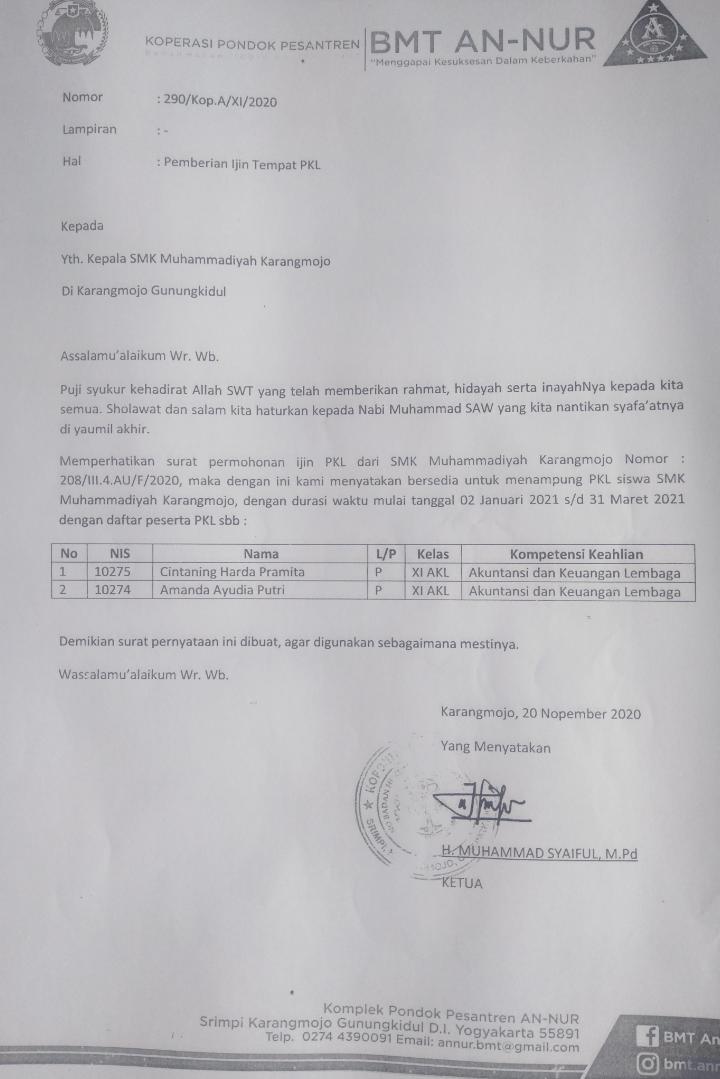 KOPERASI PONDOK PESANTREN
BMT AN-NUR
"Menggapai Kesuksesan Dalam Keberkahan"
Nomor : 290/Kop.A/XI/2020
Lampiran : -
Hal : Pemberian Ijin Tempat PKL
Kepada
Yth. Kepala SMK Muhammadiyah Karangmojo
Di Karangmojo Gunungkidul
Assalamu'alaikum Wr. Wb.
Puji syukur kehadirat Allah SWT yang telah memberikan rahmat, hidayah serta inayahNya kepada kita
semua. Sholawat dan salam kita haturkan kepada Nabi Muhammad SAW yang kita nantikan syafa'atnya
di yaumil akhir.
Memperhatikan surat permohonan ijin PKL dari SMK Muhammadiyah Karangmojo Nomor :
208/III.4.AU/F/2020, maka dengan ini kami menyatakan bersedia untuk menampung PKL siswa SMK
Muhammadiyah Karangmojo, dengan durasi waktu mulai tanggal 02 Januari 2021 s/d 31 Maret 2021
dengan daftar peserta PKL sbb :
No NIS Nama L/P Kelas Kompetensi Keahlian
1 10275 Cintaning Harda Pramita P XI AKL Akuntansi dan Keuangan Lembaga
2 10274 Amanda Ayudia Putri P XI AKL Akuntansi dan Keuangan Lembaga
Demikian surat pernyataan ini dibuat, agar digunakan sebagaimana mestinya.
Wassalamu'alaikum Wr. Wb.
Karangmojo, 20 Nopember 2020
Yang Menyatakan
H. MUHAMMAD SYAIFUL, M.Pd
KETUA
Komplek Pondok Pesantren AN-NUR
Srimpi Karangmojo Gunungkidul D.I. Yogyakarta 55891
Telp. 0274 4390091 Email: annur.bmt@gmail.com
BMT An
bmt.ann